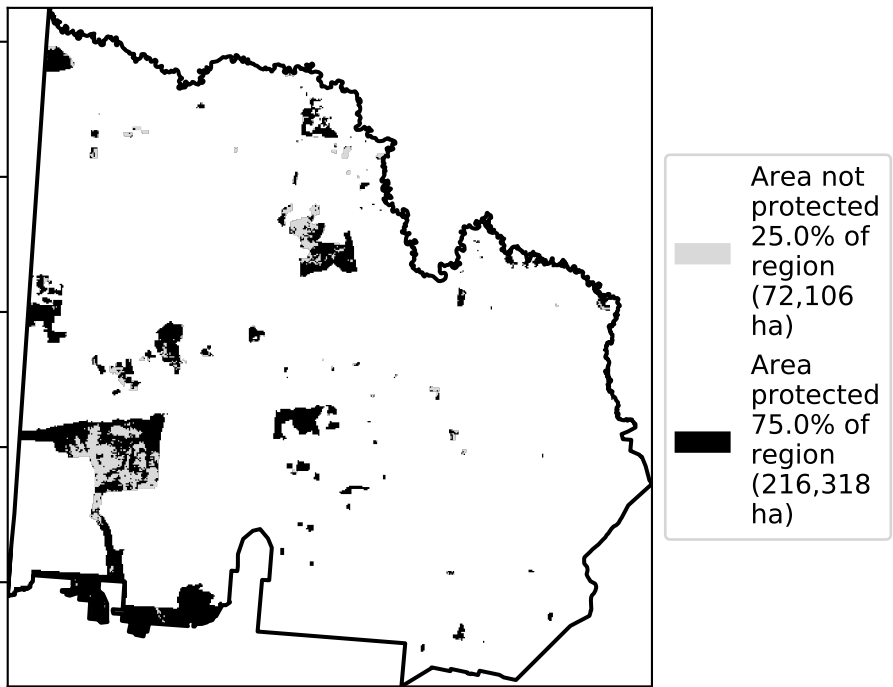 Area not
protected
25.0% of
region
(72,106
ha)
Area
protected
75.0% of
region
(216,318
ha)